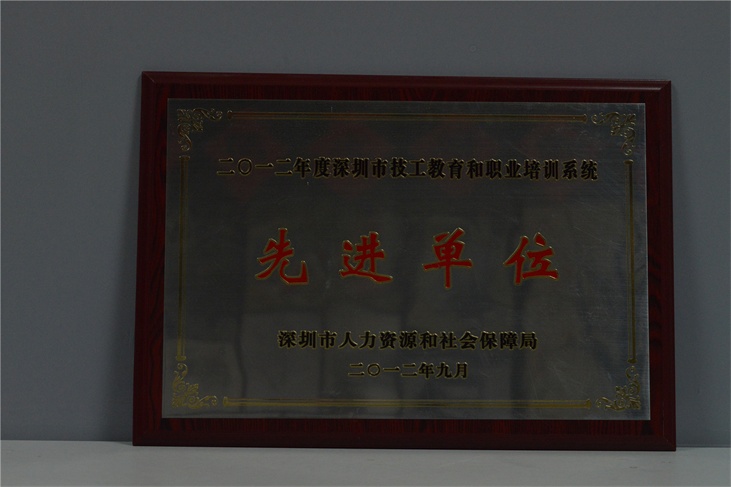 二〇一二年度深圳市技工教育和职业培训系统
先进单位
深圳市人力资源和社会保障局
二〇一二年九月